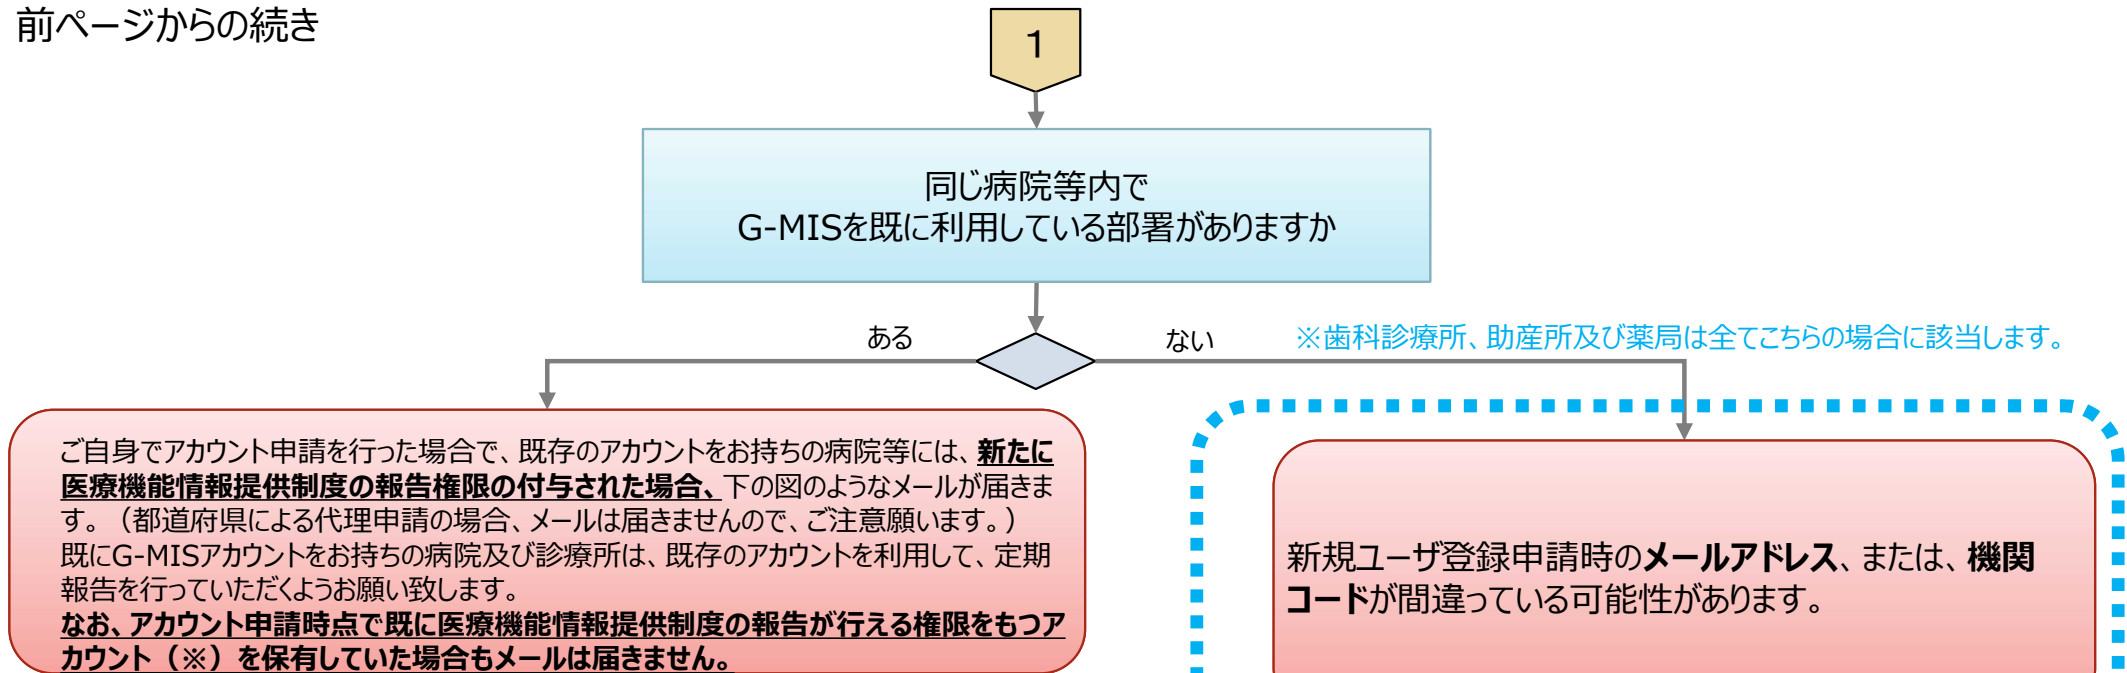 前ページからの続き
1
同じ病院等内で
G-MISを既に利用している部署がありますか
ある
ない
※歯科診療所、助産所及び薬局は全てこちらの場合に該当します。
ご自身でアカウント申請を行った場合で、既存のアカウントをお持ちの病院等には、新たに
医療機能情報提供制度の報告権限の付与された場合、下の図のようなメールが届きま
す。（都道府県による代理申請の場合、メールは届きませんので、ご注意願います。）
既にG-MISアカウントをお持ちの病院及び診療所は、既存のアカウントを利用して、定期
報告を行っていただくようお願い致します。
なお、アカウント申請時点で既に医療機能情報提供制度の報告が行える権限をもつア
カウント（※）を保有していた場合もメールは届きません。
新規ユーザ登録申請時のメールアドレス、または、機関
コードが間違っている可能性があります。